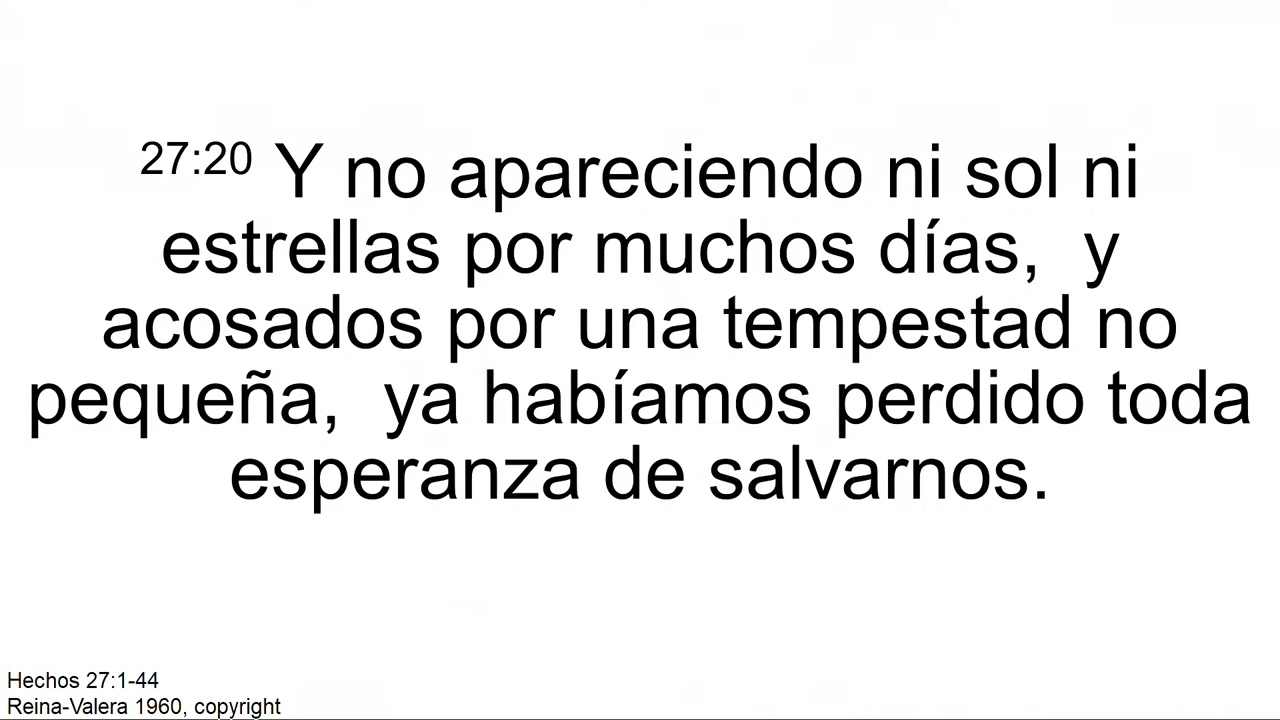 27:20 Y no apareciendo ni sol ni
estrellas por muchos días,  y
acosados por una tempestad no
pequeña,  ya habíamos perdido toda
esperanza de salvarnos.
Hechos 27:1-44
Reina-Valera 1960, copyright